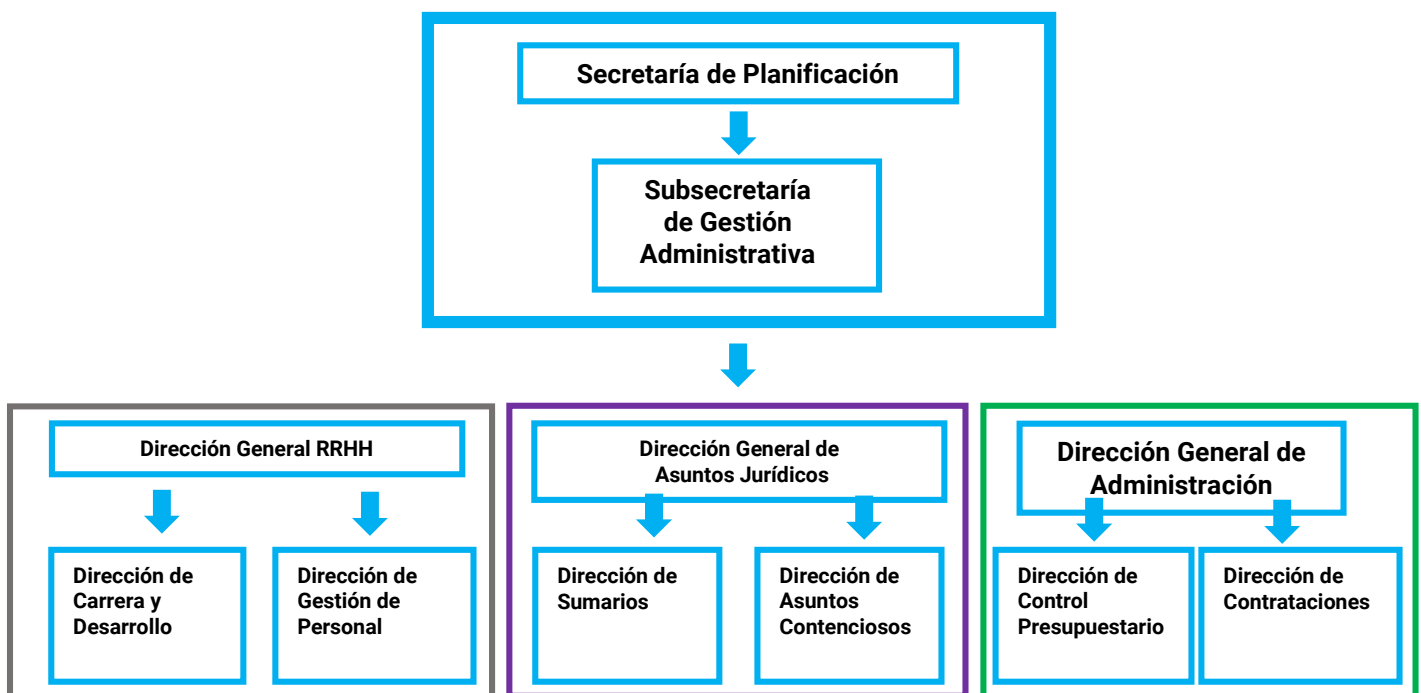 Secretaría de Planificación
Subsecretaría
de Gestión
Administrativa
Dirección General RRHH
Dirección de
Carrera y
Desarrollo
Dirección de
Gestión de
Personal
Dirección General de
Asuntos Jurídicos
Dirección de
Sumarios
Dirección de
Asuntos
Contenciosos
Dirección General de
Administración
Dirección de
Control
Presupuestario
Dirección de
Contrataciones